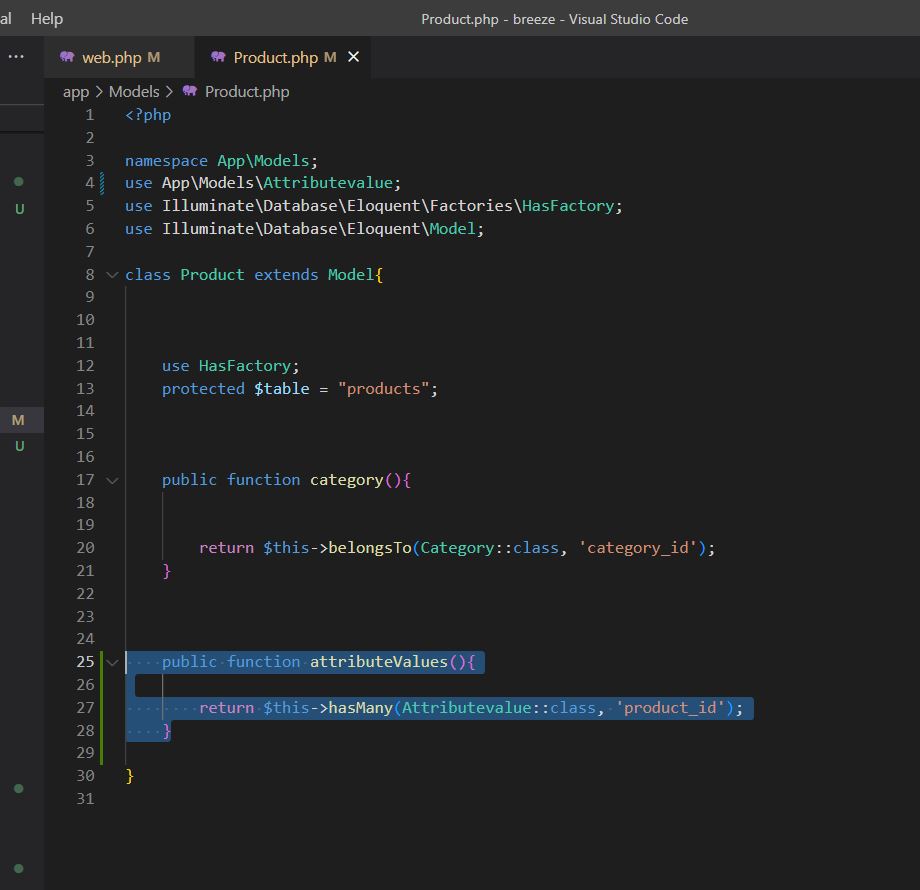 al Help Product.php - breeze - Visual Studio Code
··· web.php M Product.php M ×
app > Models > Product.php
1 <?php
2
3 namespace App\Models;
4 use App\Models\Attributevalue;
5 use Illuminate\Database\Eloquent\Factories\HasFactory;
6 use Illuminate\Database\Eloquent\Model;
7
8 class Product extends Model{
9
10
11
12 use HasFactory;
13 protected $table = "products";
14
15
16
17 public function category(){
18
19
20 return $this->belongsTo(Category::class, 'category_id');
21 }
22
23
24
25 public function attributeValues(){
26
27 return $this->hasMany(Attributevalue::class, 'product_id');
28 }
29
30 }
31
U
M
U